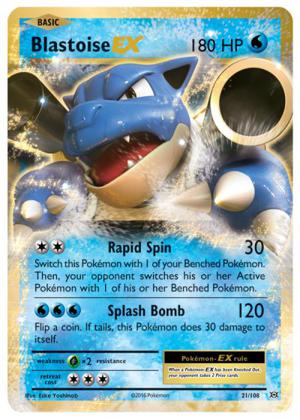 BASIC
Blastoise EX 180 HP
Rapid Spin 30
Switch this Pokémon with 1 of your Benched Pokémon.
Then, your opponent switches his or her Active
Pokémon with 1 of his or her Benched Pokémon.
Splash Bomb 120
Flip a coin. If tails, this Pokémon does 30 damage to
itself.
weakness ×2 resistance
retreat
cost
Pokémon-EX rule
When a Pokémon-EX has been Knocked Out,
your opponent takes 2 Prize cards.
Illus. Eske Yoshinob
©2016 Pokémon
21/108